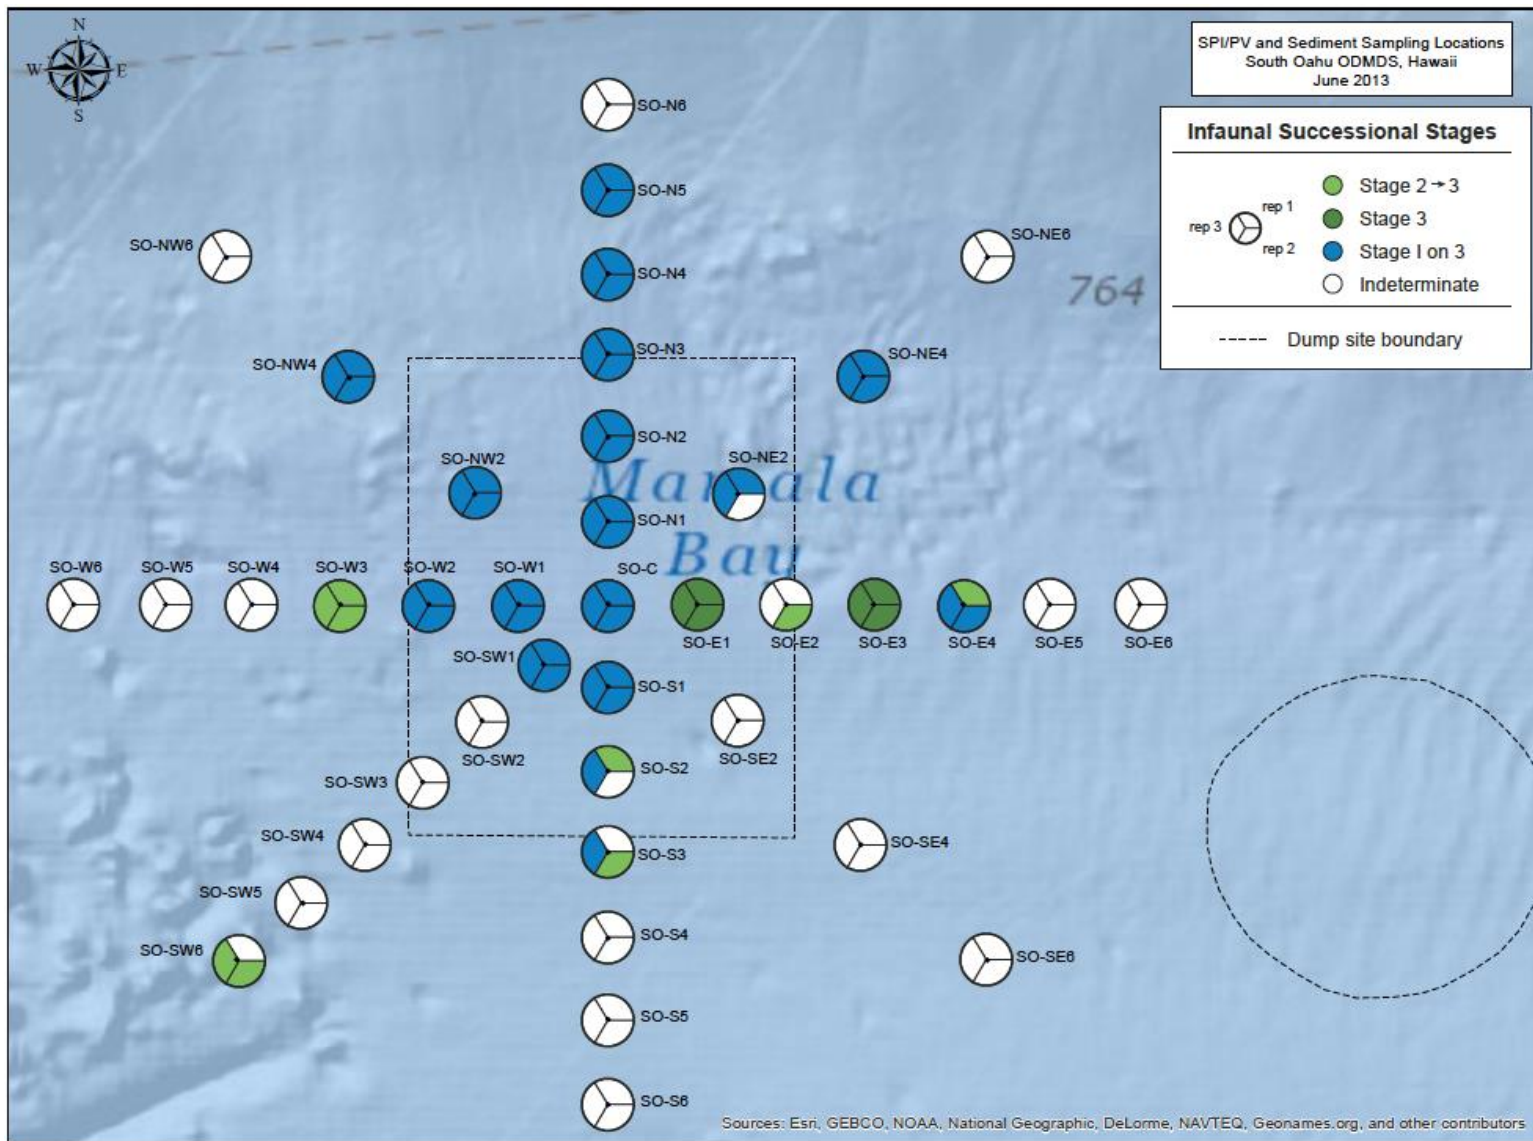 N
W E
S
SPI/PV and Sediment Sampling Locations
South Oahu ODMDS, Hawaii
June 2013
Infaunal Successional Stages
rep 1
rep 3
rep 2
Stage 2→3
Stage 3
Stage I on 3
Indeterminate
Dump site boundary
SO-N6
SO-N5
SO-NW6
SO-NE6
SO-N4
764
SO-N3
SO-NW4
SO-NE4
SO-N2
SO-NW2
SO-NE2
Mamala
SO-N1
Bay
SO-W6
SO-W5
SO-W4
SO-W3
SO-W2
SO-W1
SO-C
SO-E1
SO-E2
SO-E3
SO-E4
SO-E5
SO-E6
SO-SW1
SO-S1
SO-SW2
SO-SE2
SO-S2
SO-SW3
SO-SW4
SO-S3
SO-SE4
SO-SW5
SO-SW6
SO-S4
SO-SE6
SO-S5
SO-S6
Sources: Esri, GEBCO, NOAA, National Geographic, DeLorme, NAVTEQ, Geonames.org, and other contributors